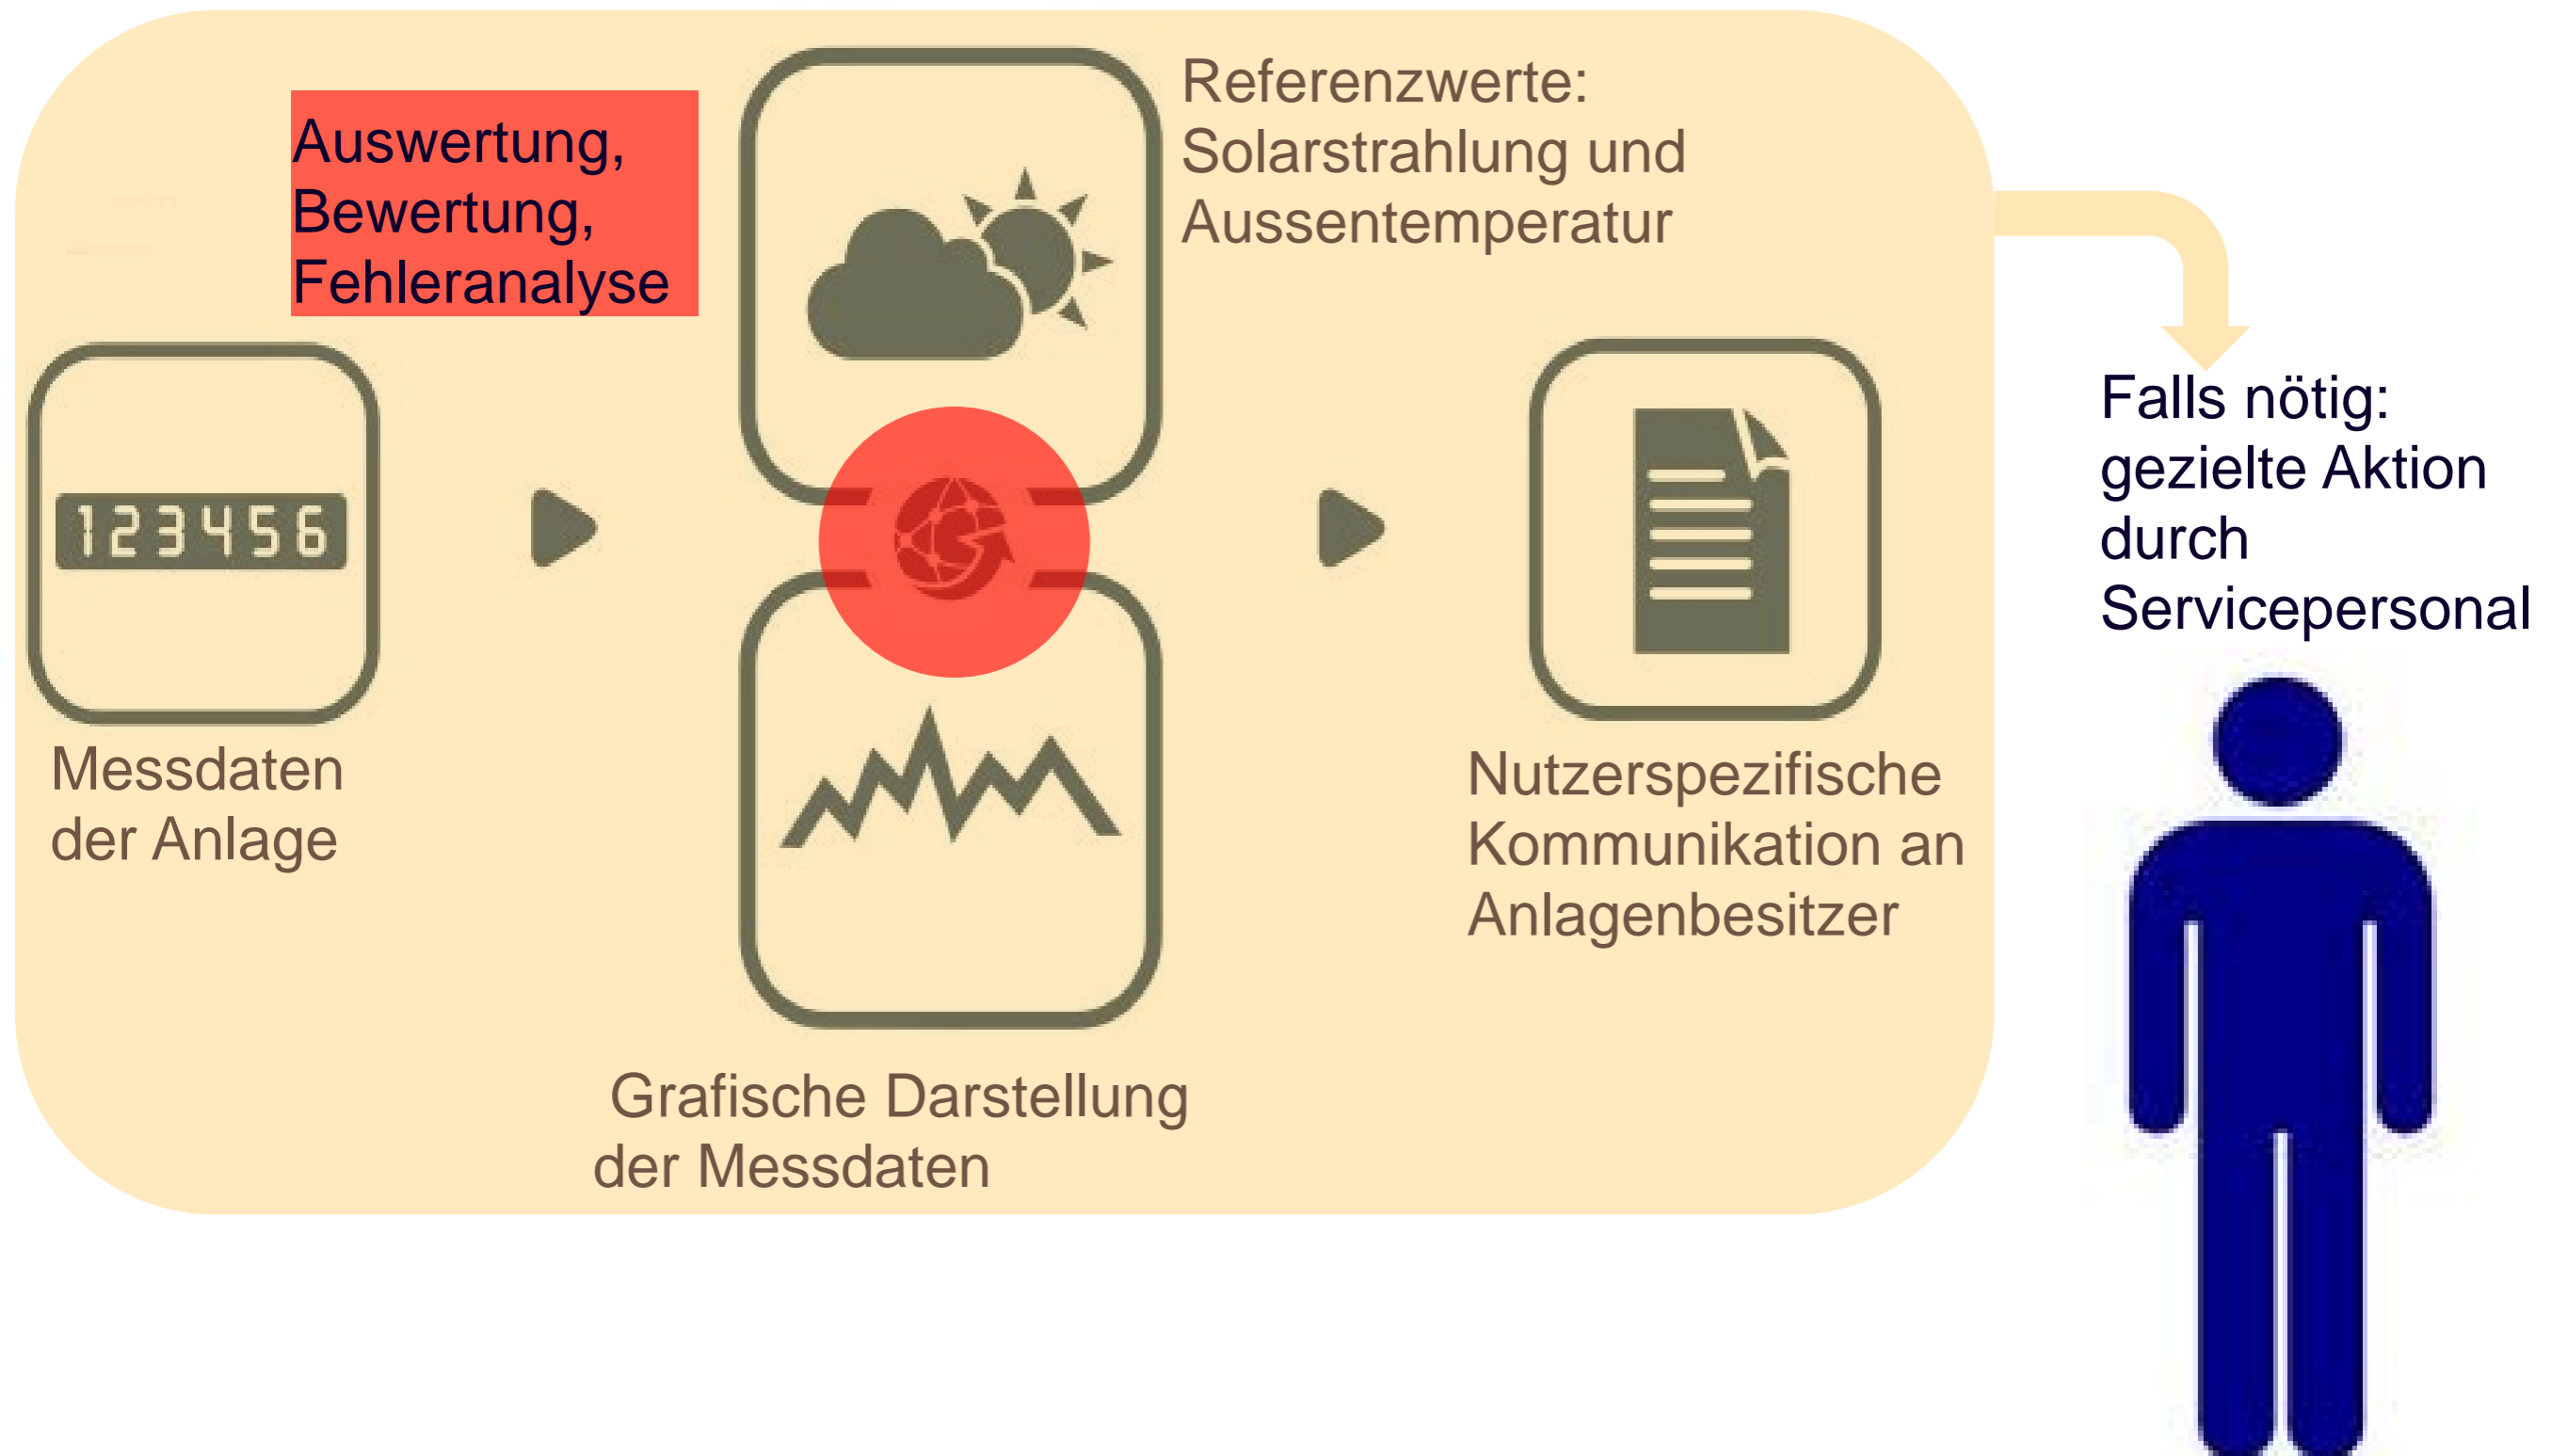 Auswertung,
Bewertung,
Fehleranalyse
Referenzwerte:
Solarstrahlung und
Aussentemperatur
123456
Messdaten
der Anlage
Grafische Darstellung
der Messdaten
Nutzerspezifische
Kommunikation an
Anlagenbesitzer
Falls nötig:
gezielte Aktion
durch
Servicepersonal